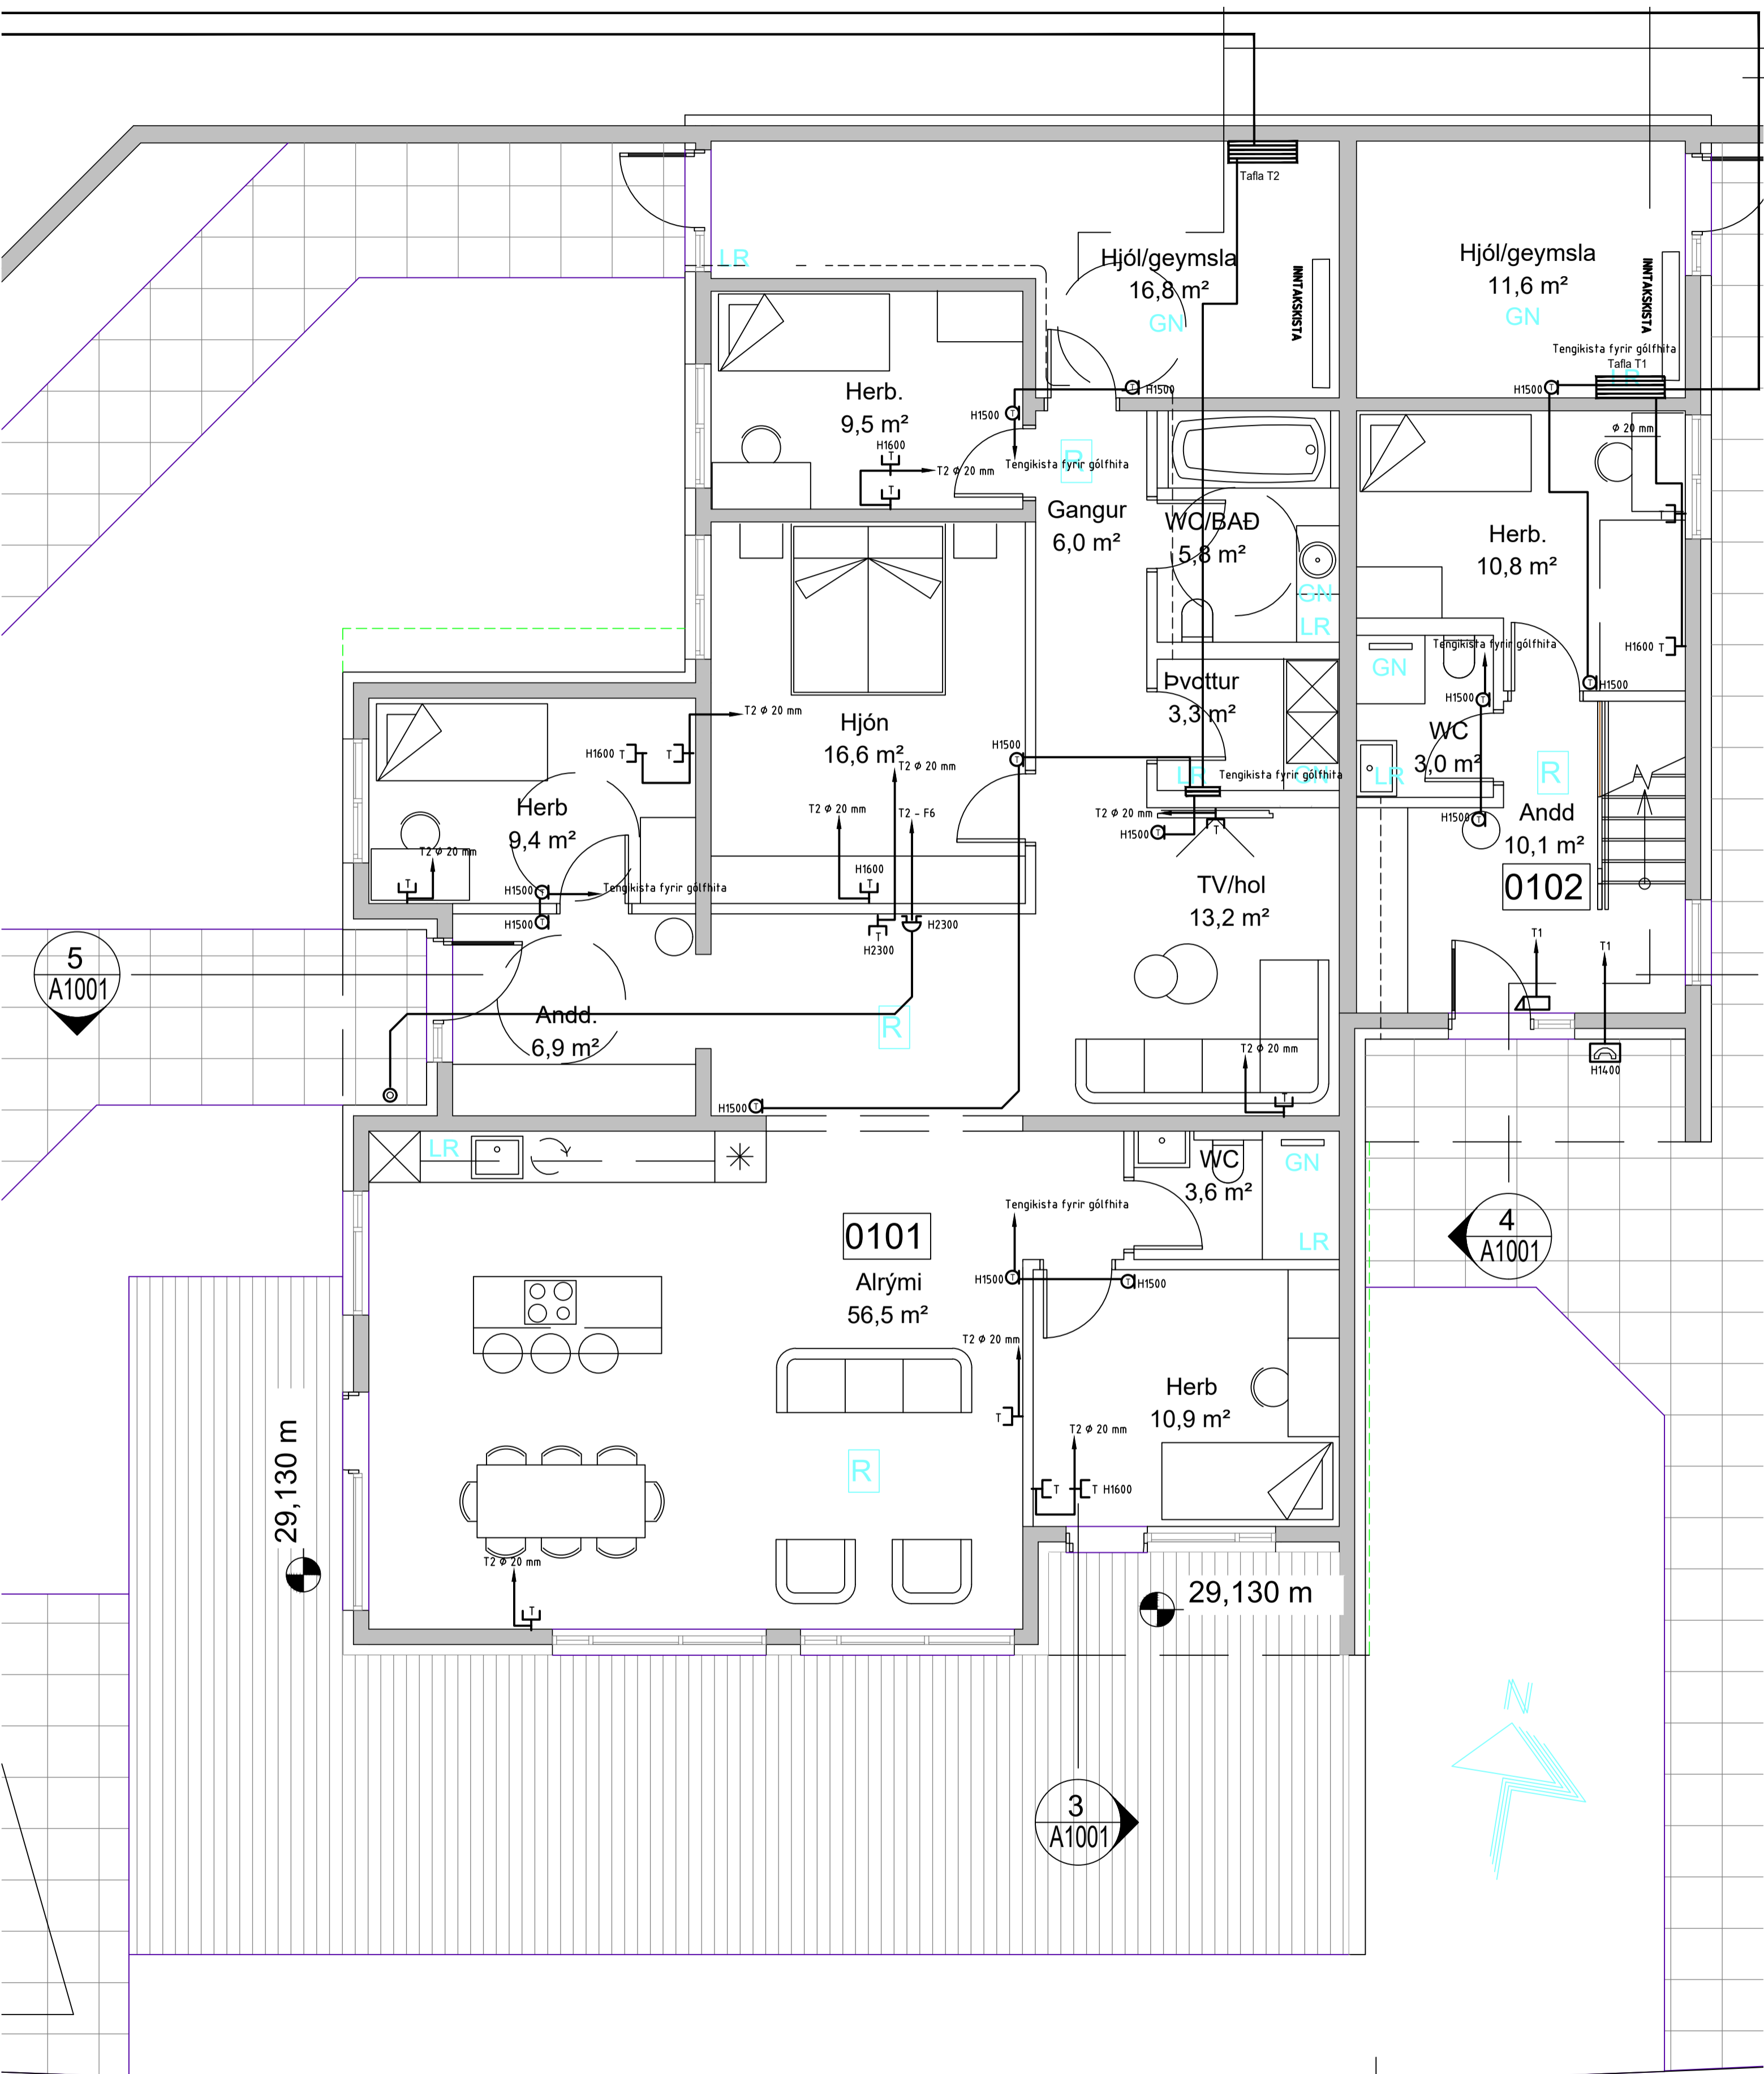 Tafla T2
LR
Hjól/geymsla
16,8 m²
GN
INNTAKSKISTA
Hjól/geymsla
11,6 m²
GN
INNTAKSKISTA
Tengikista fyrir gólfhita
Tafla T1
LR
H1500
H1500
Herb.
9,5 m²
H1600
T
T2 ø 20 mm
T
H1500
T
T
Tengikista fyrir gólfhita
R
Gangur
6,0 m²
WC/BAÐ
5,8 m²
GN
LR
ø 20 mm
T
Herb.
10,8 m²
H1600 T
Tengikista fyrir gólfhita
H1500
T
H1500
T
GN
WC
3,0 m²
LR
R
H1500
T
Andd
10,1 m²
0102
Þvottur
3,3 m²
LR
GN
Tengikista fyrir gólfhita
T2 ø 20 mm
H1500
T
T
T2 ø 20 mm
Hjón
16,6 m²
H1500
T
T2 ø 20 mm
T2 ø 20 mm
T2 - F6
H1600
T
H2300
T
H2300
H1600 T
T
Herb
9,4 m²
T2 ø 20 mm
T
H1500
T
Tengikista fyrir gólfhita
H1500
T
TV/hol
13,2 m²
T1
T1
H1400
5
A1001
Andd.
6,9 m²
R
T2 ø 20 mm
T
H1500
T
LR
WC
3,6 m²
GN
LR
Tengikista fyrir gólfhita
0101
Alrými
56,5 m²
H1500
T
H1500
T
4
A1001
T2 ø 20 mm
T
Herb
10,9 m²
T2 ø 20 mm
T
T H1600
R
29,130 m
T2 ø 20 mm
T
29,130 m
N
3
A1001